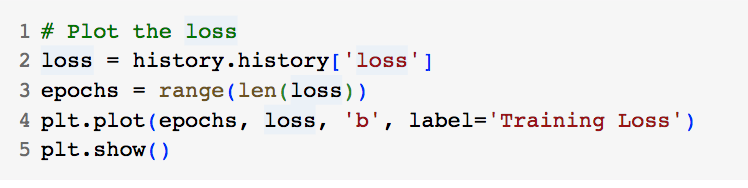 1 # Plot the loss
2 loss = history.history['loss']
3 epochs = range(len(loss))
4 plt.plot(epochs, loss, 'b', label='Training Loss')
5 plt.show()